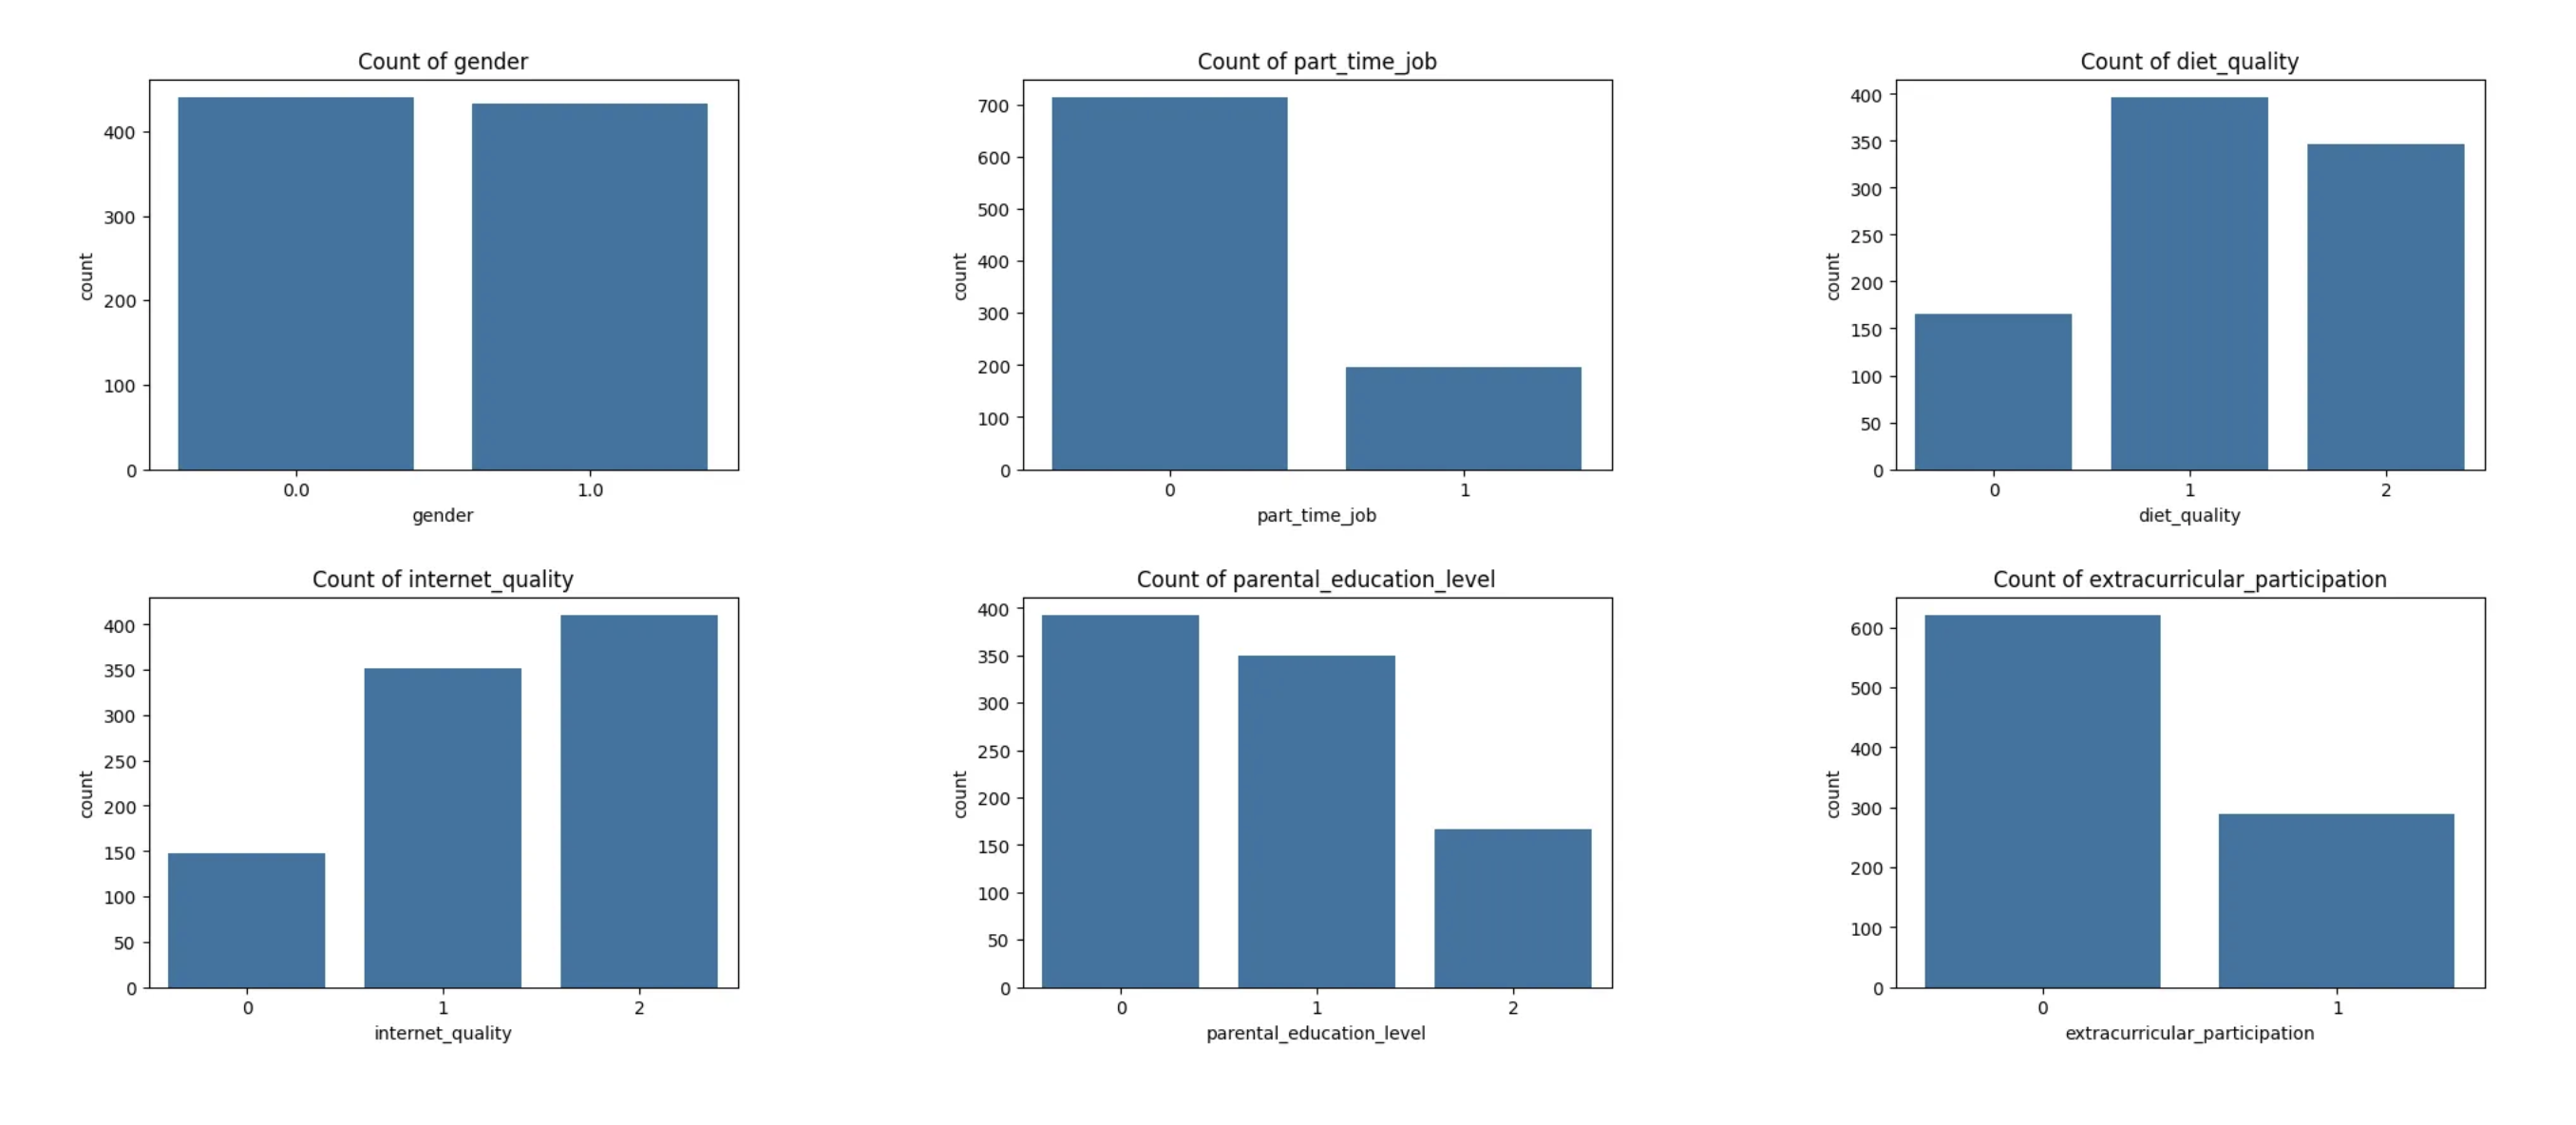 Count of gender
400
300
200
100
0
count
0.0 1.0
gender
Count of part_time_job
700
600
500
400
300
200
100
0
count
0 1
part_time_job
Count of diet_quality
400
350
300
250
200
150
100
50
0
count
0 1 2
diet_quality
Count of internet_quality
400
350
300
250
200
150
100
50
0
count
0 1 2
internet_quality
Count of parental_education_level
400
350
300
250
200
150
100
50
0
count
0 1 2
parental_education_level
Count of extracurricular_participation
600
500
400
300
200
100
0
count
0 1
extracurricular_participation